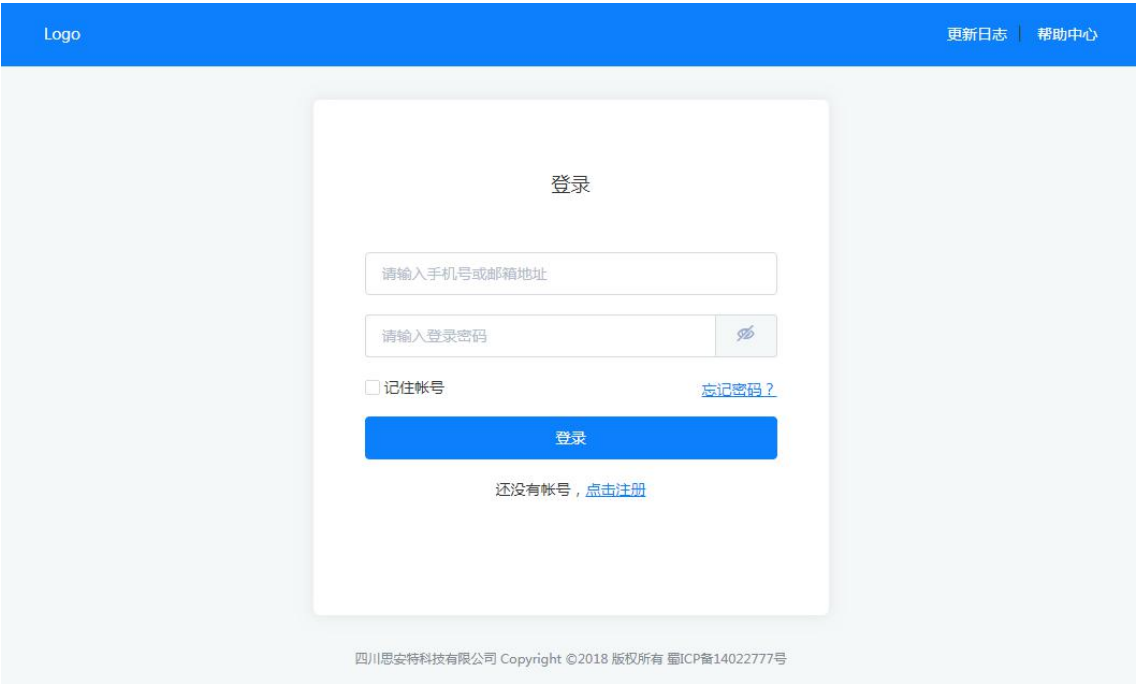 Logo
更新日志
帮助中心
登录
请输入手机号或邮箱地址
请输入登录密码
记住帐号
忘记密码？
登录
还没有帐号，点击注册
四川思安特科技有限公司 Copyright ©2018 版权所有 蜀ICP备14022777号